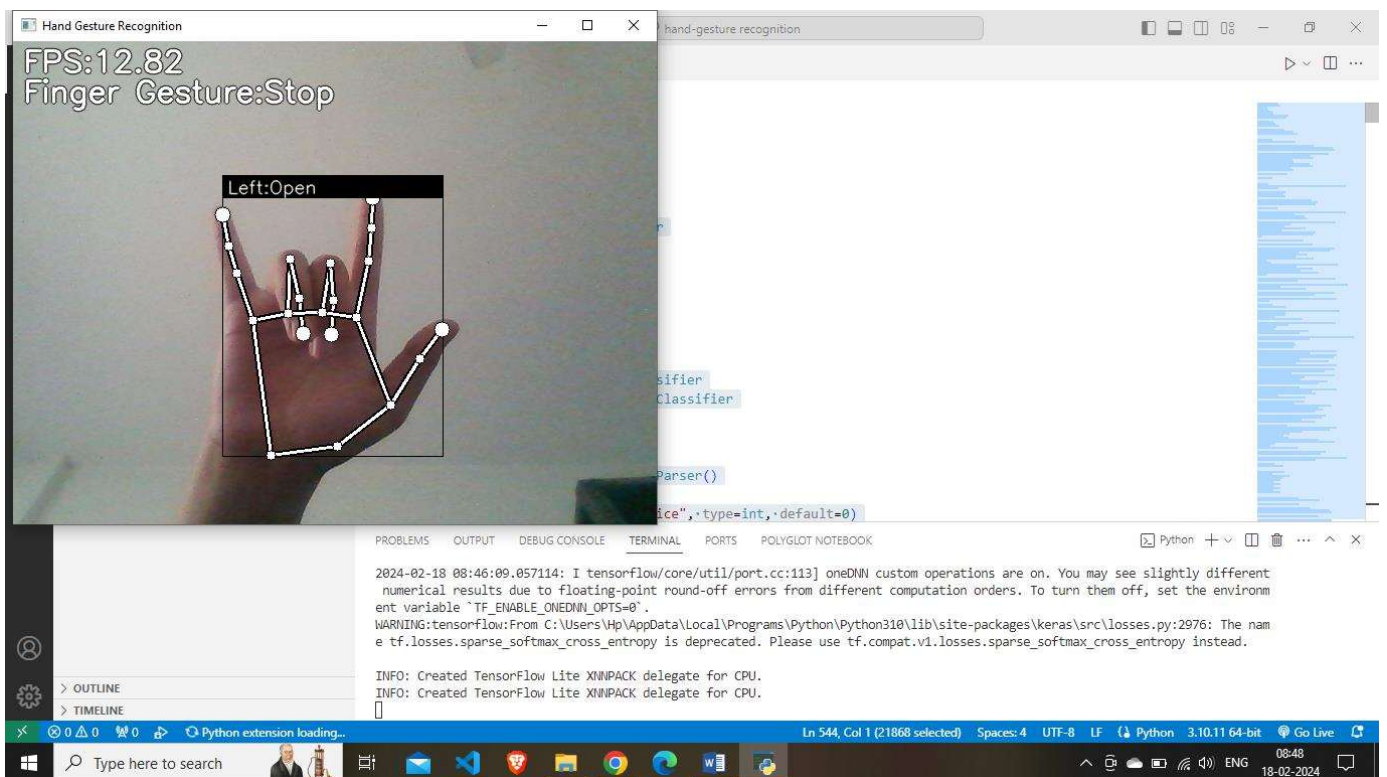 Hand Gesture Recognition
hand-gesture recognition
FPS:12.82
Finger Gesture:Stop
Left:Open
r
sifier
Classifier
Parser()
ice",·type=int,·default=0)
PROBLEMS OUTPUT DEBUG CONSOLE TERMINAL PORTS POLYGLOT NOTEBOOK
Python
2024-02-18 08:46:09.057114: I tensorflow/core/util/port.cc:113] oneDNN custom operations are on. You may see slightly different
numerical results due to floating-point round-off errors from different computation orders. To turn them off, set the environm
ent variable `TF_ENABLE_ONEDNN_OPTS=0`.
WARNING:tensorflow:From C:\Users\Hp\AppData\Local\Programs\Python\Python310\lib\site-packages\keras\src\losses.py:2976: The nam
e tf.losses.sparse_softmax_cross_entropy is deprecated. Please use tf.compat.v1.losses.sparse_softmax_cross_entropy instead.
INFO: Created TensorFlow Lite XNNPACK delegate for CPU.
INFO: Created TensorFlow Lite XNNPACK delegate for CPU.
> OUTLINE
> TIMELINE
0 0 0 Python extension loading... Ln 544, Col 1 (21868 selected) Spaces: 4 UTF-8 LF Python 3.10.11 64-bit Go Live
Type here to search
ENG
08:48
18-02-2024